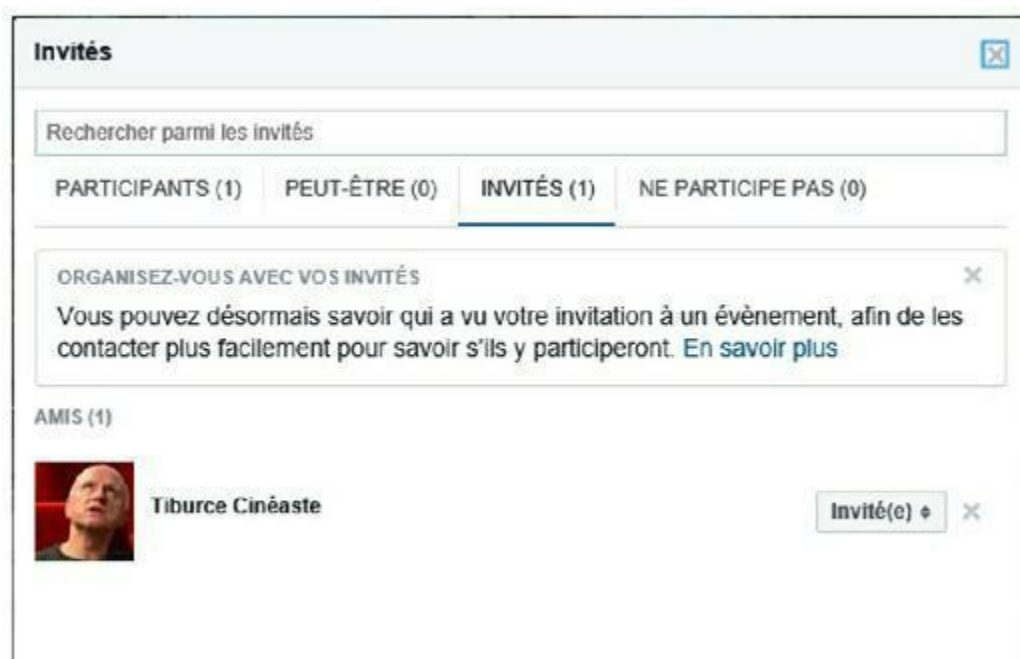 Invités
Rechercher parmi les invités
PARTICIPANTS (1) PEUT-ÊTRE (0) INVITÉS (1) NE PARTICIPE PAS (0)
ORGANISEZ-VOUS AVEC VOS INVITÉS
Vous pouvez désormais savoir qui a vu votre invitation à un évènement, afin de les
contacter plus facilement pour savoir s'ils y participeront. En savoir plus
AMIS (1)
Tiburce Cinéaste Invité(e)